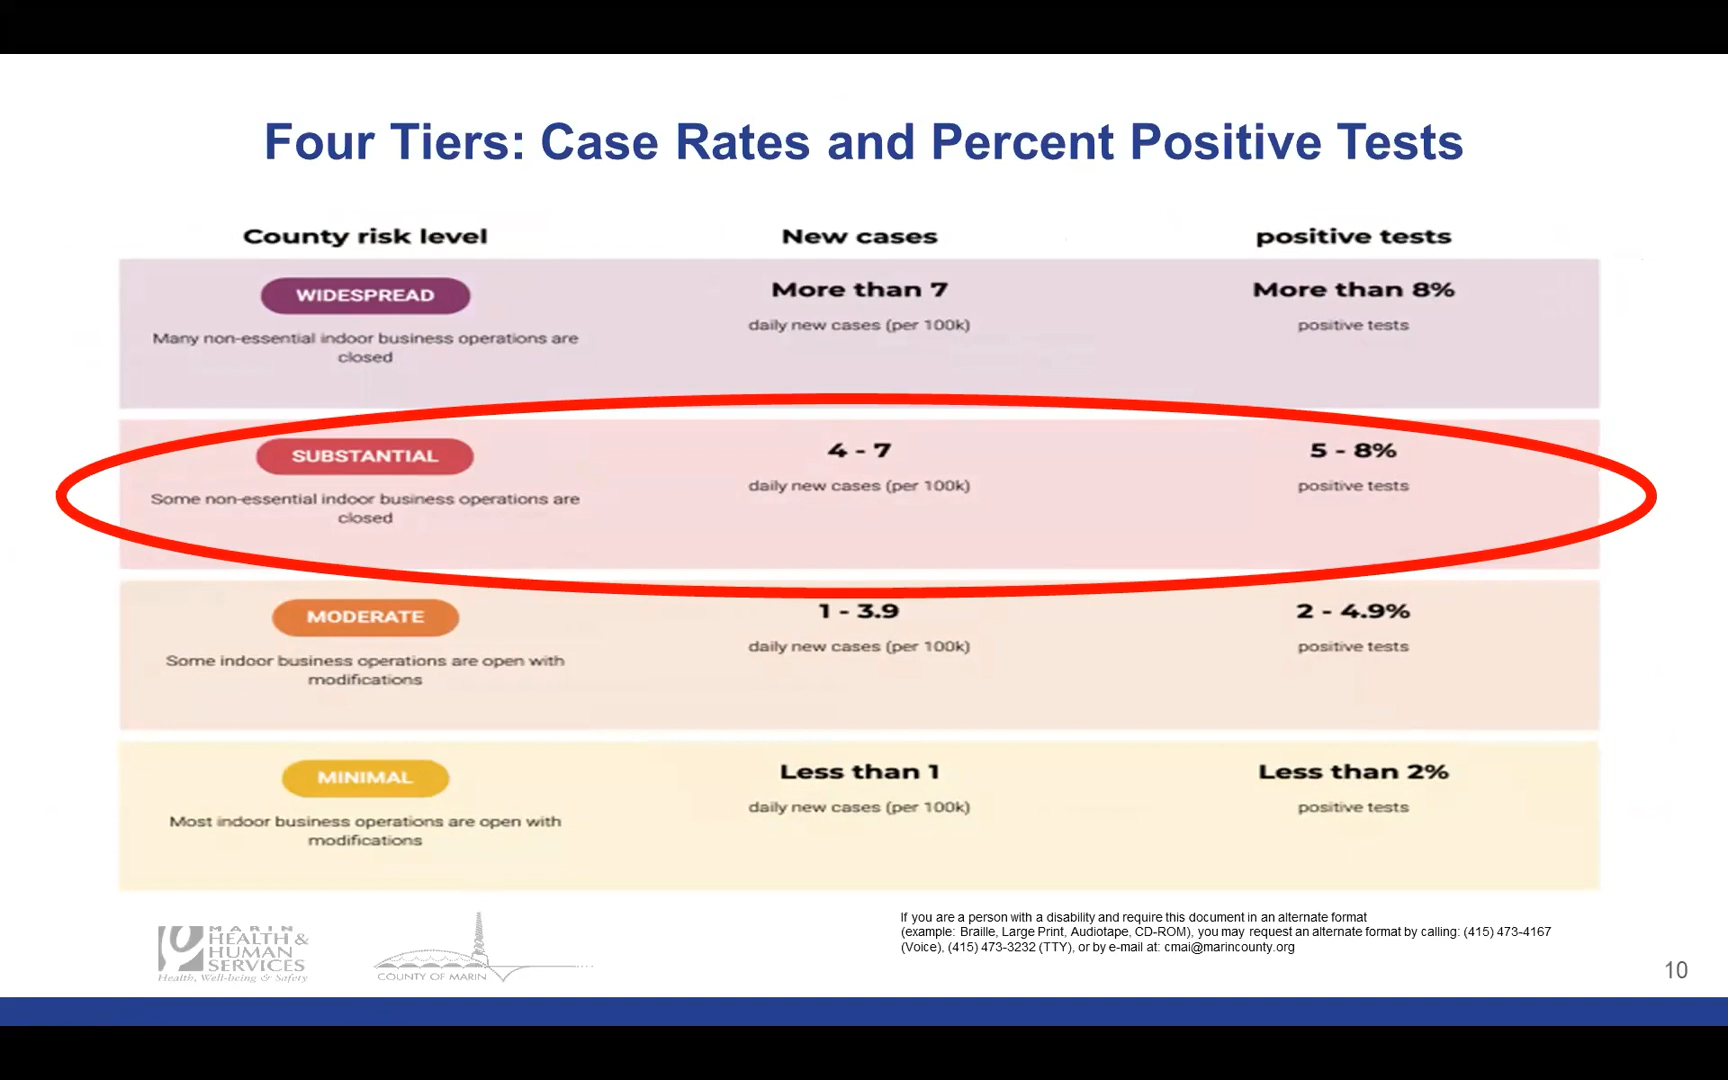 Four Tiers: Case Rates and Percent Positive Tests
County risk level
New cases
positive tests
WIDESPREAD
Many non-essential indoor business operations are
closed
More than 7
daily new cases (per 100k)
More than 8%
positive tests
SUBSTANTIAL
Some non-essential indoor business operations are
closed
4 - 7
daily new cases (per 100k)
5 - 8%
positive tests
MODERATE
Some indoor business operations are open with
modifications
1 - 3.9
daily new cases (per 100k)
2 - 4.9%
positive tests
MINIMAL
Most indoor business operations are open with
modifications
Less than 1
daily new cases (per 100k)
Less than 2%
positive tests
MARIN
HEALTH &
HUMAN
SERVICES
Health, Well-being & Safety
COUNTY OF MARIN
If you are a person with a disability and require this document in an alternate format
(example: Braille, Large Print, Audiotape, CD-ROM), you may request an alternate format by calling: (415) 473-4167
(Voice), (415) 473-3232 (TTY), or by e-mail at: cmai@marincounty.org
10